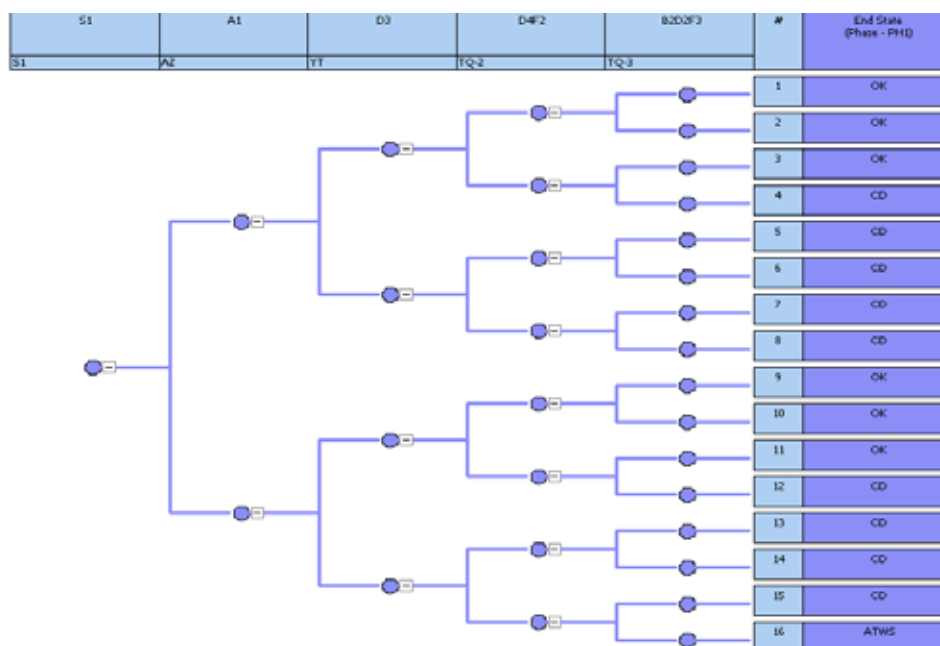 S1 A1 D3 D4F2 B2D2F3 # End State
(Phase - PH1)
S1 AZ YT TQ-2 TQ-3
1 OK
2 OK
3 OK
4 CD
5 CD
6 CD
7 CD
8 CD
9 OK
10 OK
11 OK
12 CD
13 CD
14 CD
15 CD
16 ATWS